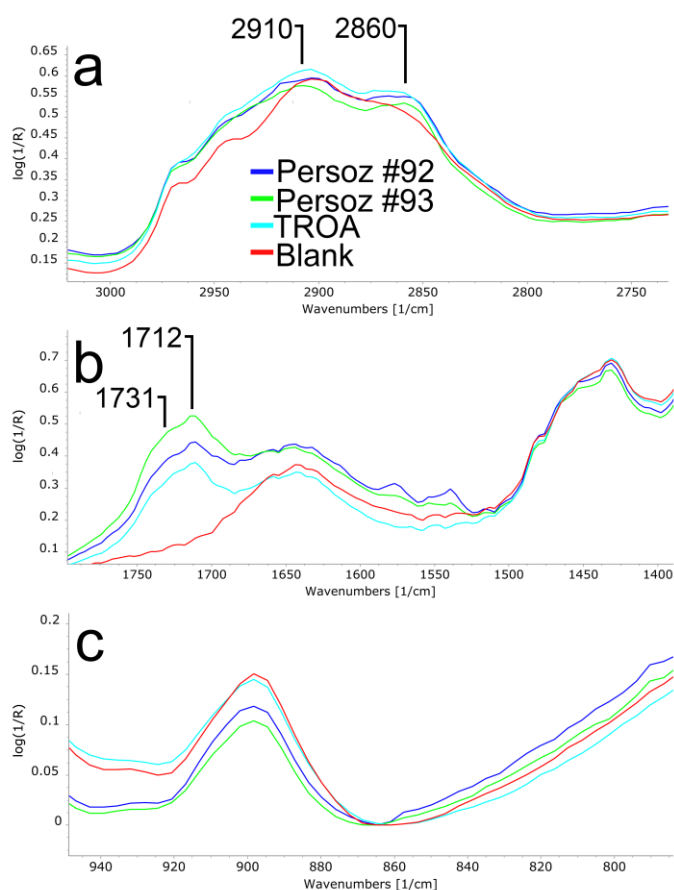 2910 2860
a
log(1/R)
0.65
0.6
0.55
0.5
0.45
0.4
0.35
0.3
0.25
0.2
0.15
Persoz #92
Persoz #93
TROA
Blank
3000 2950 2900 2850 2800 2750
Wavenumbers [1/cm]
b
1712
1731
log(1/R)
0.7
0.6
0.5
0.4
0.3
0.2
0.1
1750 1700 1650 1600 1550 1500 1450 1400
Wavenumbers [1/cm]
c
log(1/R)
0.2
0.15
0.1
0.05
0
940 920 900 880 860 840 820 800
Wavenumbers [1/cm]